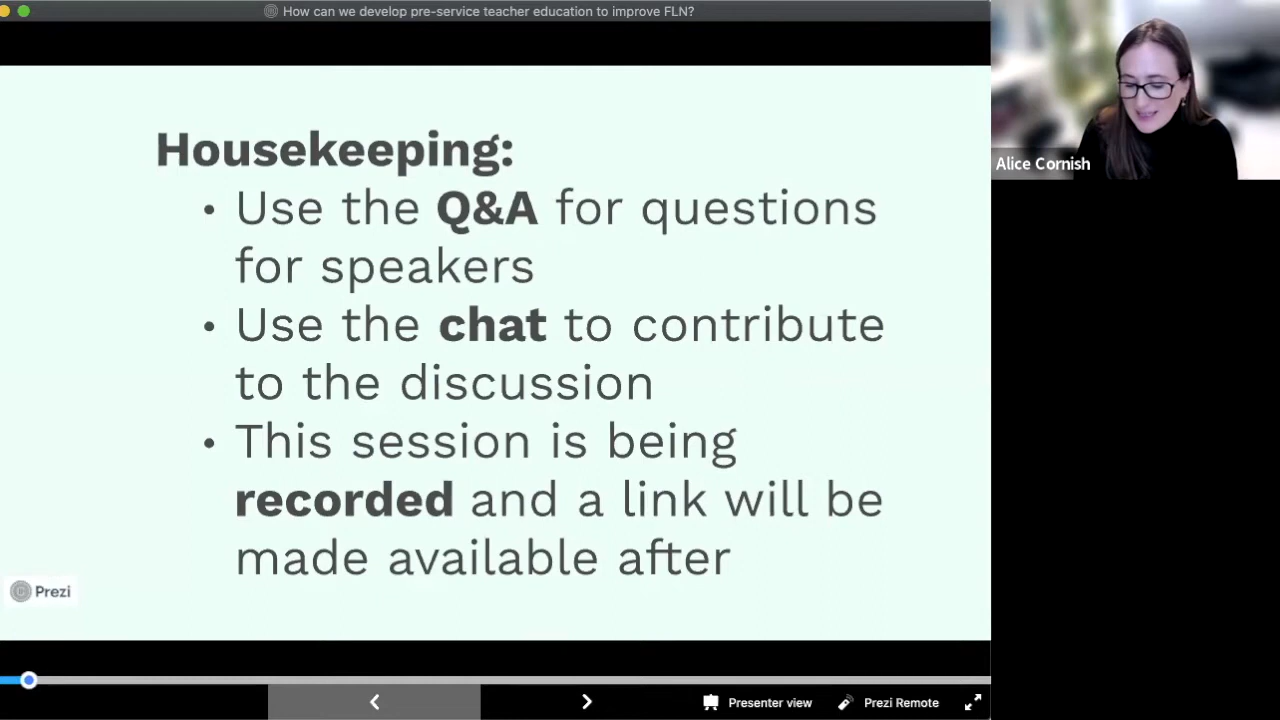 How can we develop pre-service teacher education to improve FLN?
Housekeeping:
• Use the Q&A for questions
for speakers
• Use the chat to contribute
to the discussion
• This session is being
recorded and a link will be
made available after
Prezi
Alice Cornish
Presenter view
Prezi Remote